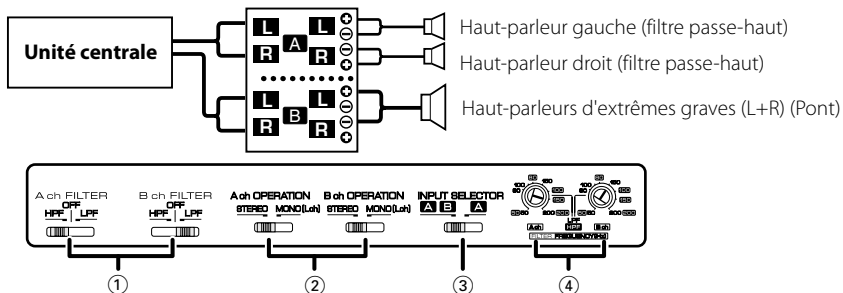 Unité centrale
L L
A
R R
L L
B
R R
Haut-parleur gauche (filtre passe-haut)
Haut-parleur droit (filtre passe-haut)
Haut-parleurs d'extrêmes graves (L+R) (Pont)
A ch FILTER
OFF
HPF LPF
B ch FILTER
OFF
HPF LPF
A ch OPERATION
STEREO MONO(Lch)
B ch OPERATION
STEREO MONO(Lch)
INPUT SELECTOR
A B A
LPF
HPF
A ch B ch
FILTER FREQUENCY(Hz)
① ② ③ ④